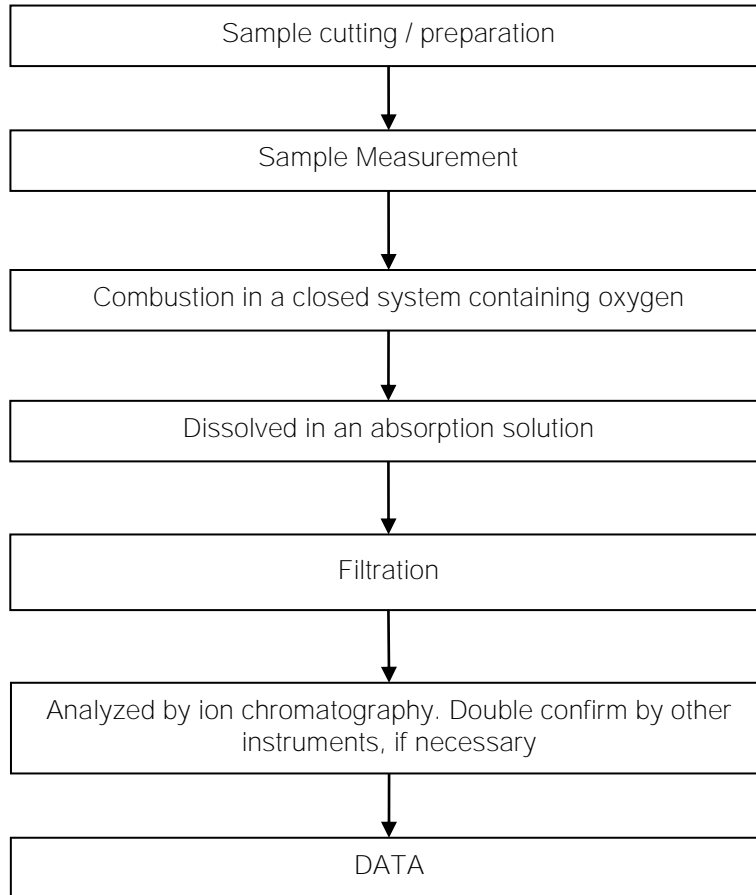 Sample cutting / preparation
Sample Measurement
Combustion in a closed system containing oxygen
Dissolved in an absorption solution
Filtration
Analyzed by ion chromatography. Double confirm by other
instruments, if necessary
DATA